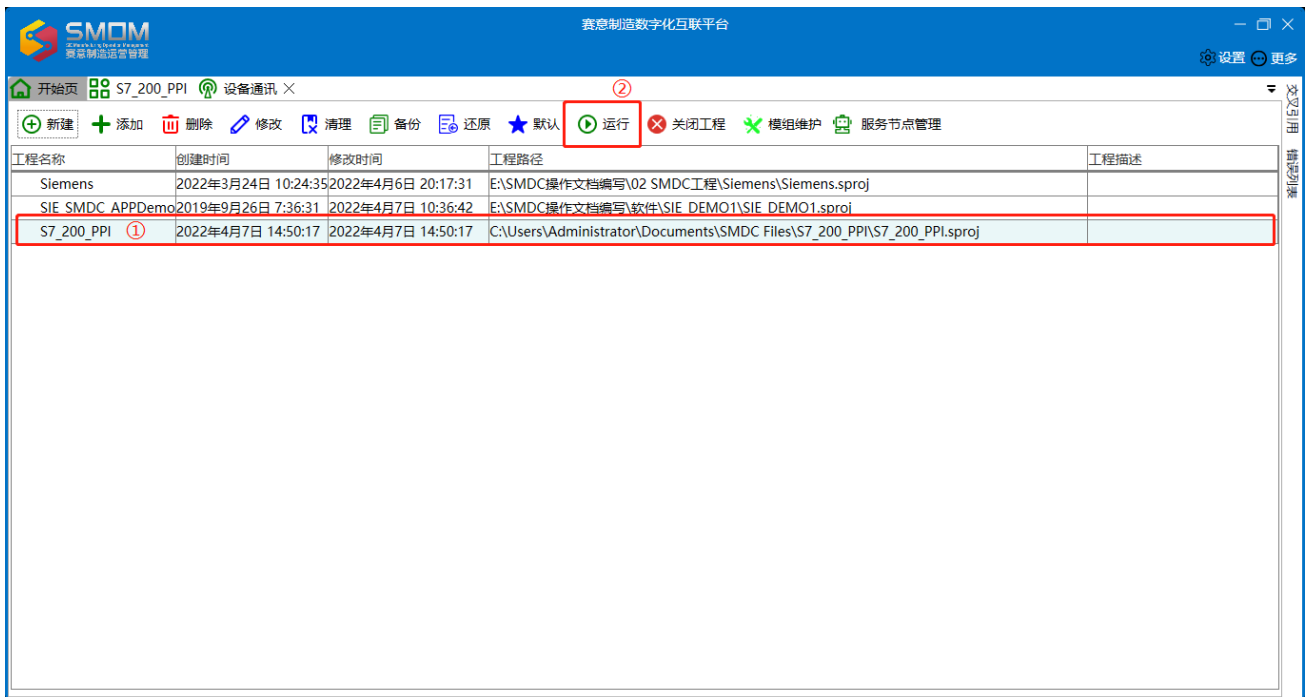 SMOM
赛意制造运营管理
赛意制造数字化互联平台
设置 更多
开始页 S7_200_PPI 设备通讯
②
新建 添加 删除 修改 清理 备份 还原 默认 运行 关闭工程 模组维护 服务节点管理
工程名称 创建时间 修改时间 工程路径 工程描述
Siemens 2022年3月24日 10:24:35 2022年4月6日 20:17:31 E:\SMDC操作文档编写\02 SMDC工程\Siemens\Siemens.sproj
SIE_SMDC_APPDemo 2019年9月26日 7:36:31 2022年4月7日 10:36:42 E:\SMDC操作文档编写\软件\SIE_DEMO1\SIE_DEMO1.sproj
S7_200_PPI ① 2022年4月7日 14:50:17 2022年4月7日 14:50:17 C:\Users\Administrator\Documents\SMDC Files\S7_200_PPI\S7_200_PPI.sproj
交叉引用
错误列表